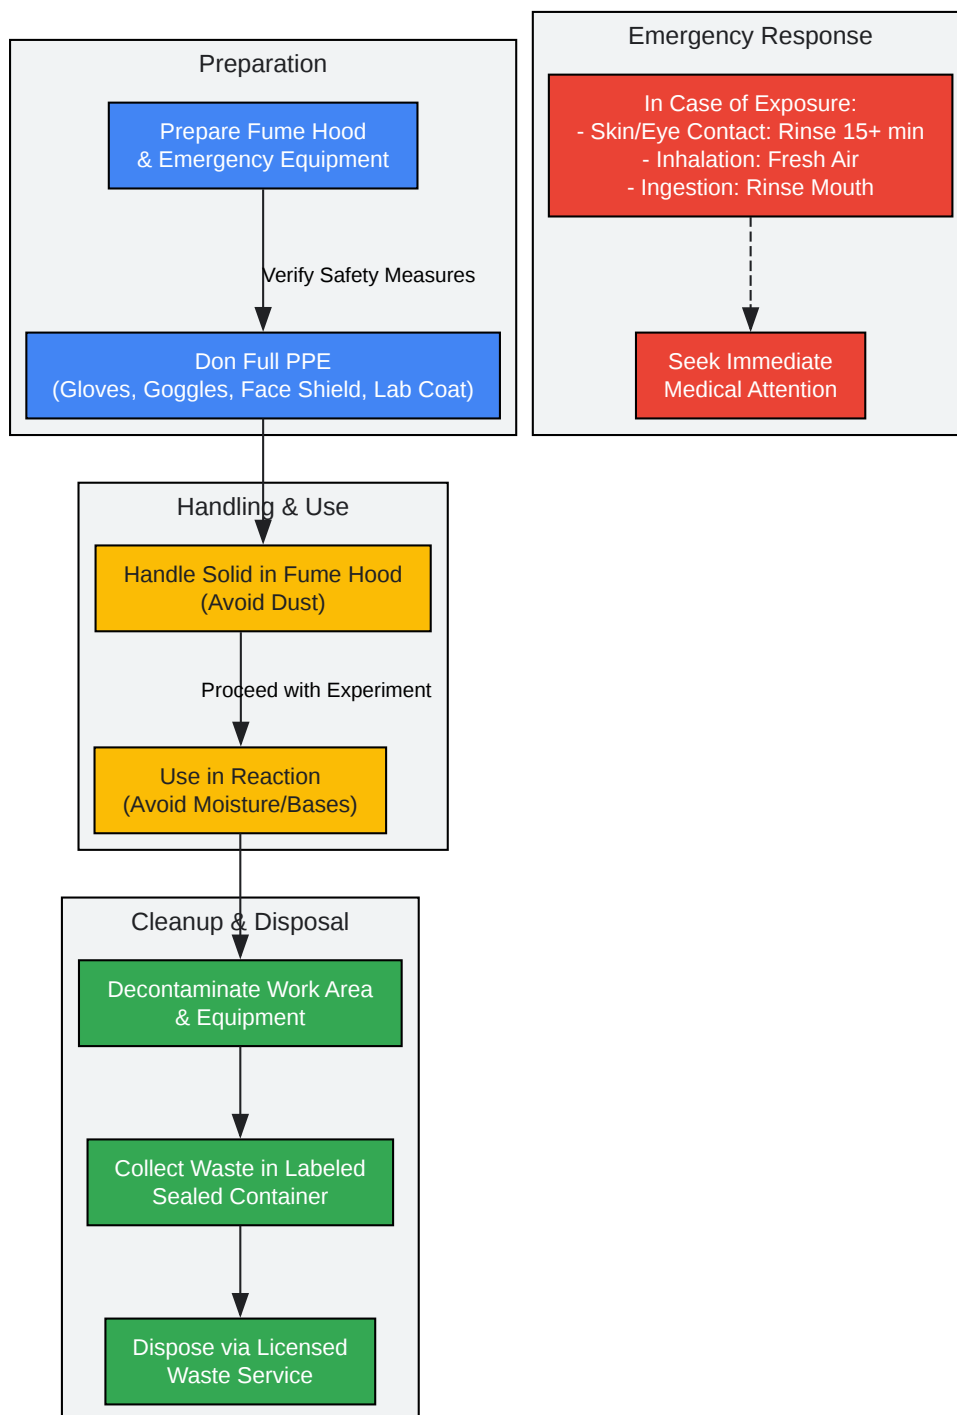 Preparation
Prepare Fume Hood
& Emergency Equipment
Verify Safety Measures
Don Full PPE
(Gloves, Goggles, Face Shield, Lab Coat)
Emergency Response
In Case of Exposure:
- Skin/Eye Contact: Rinse 15+ min
- Inhalation: Fresh Air
- Ingestion: Rinse Mouth
Seek Immediate
Medical Attention
Handling & Use
Handle Solid in Fume Hood
(Avoid Dust)
Proceed with Experiment
Use in Reaction
(Avoid Moisture/Bases)
Cleanup & Disposal
Decontaminate Work Area
& Equipment
Collect Waste in Labeled
Sealed Container
Dispose via Licensed
Waste Service